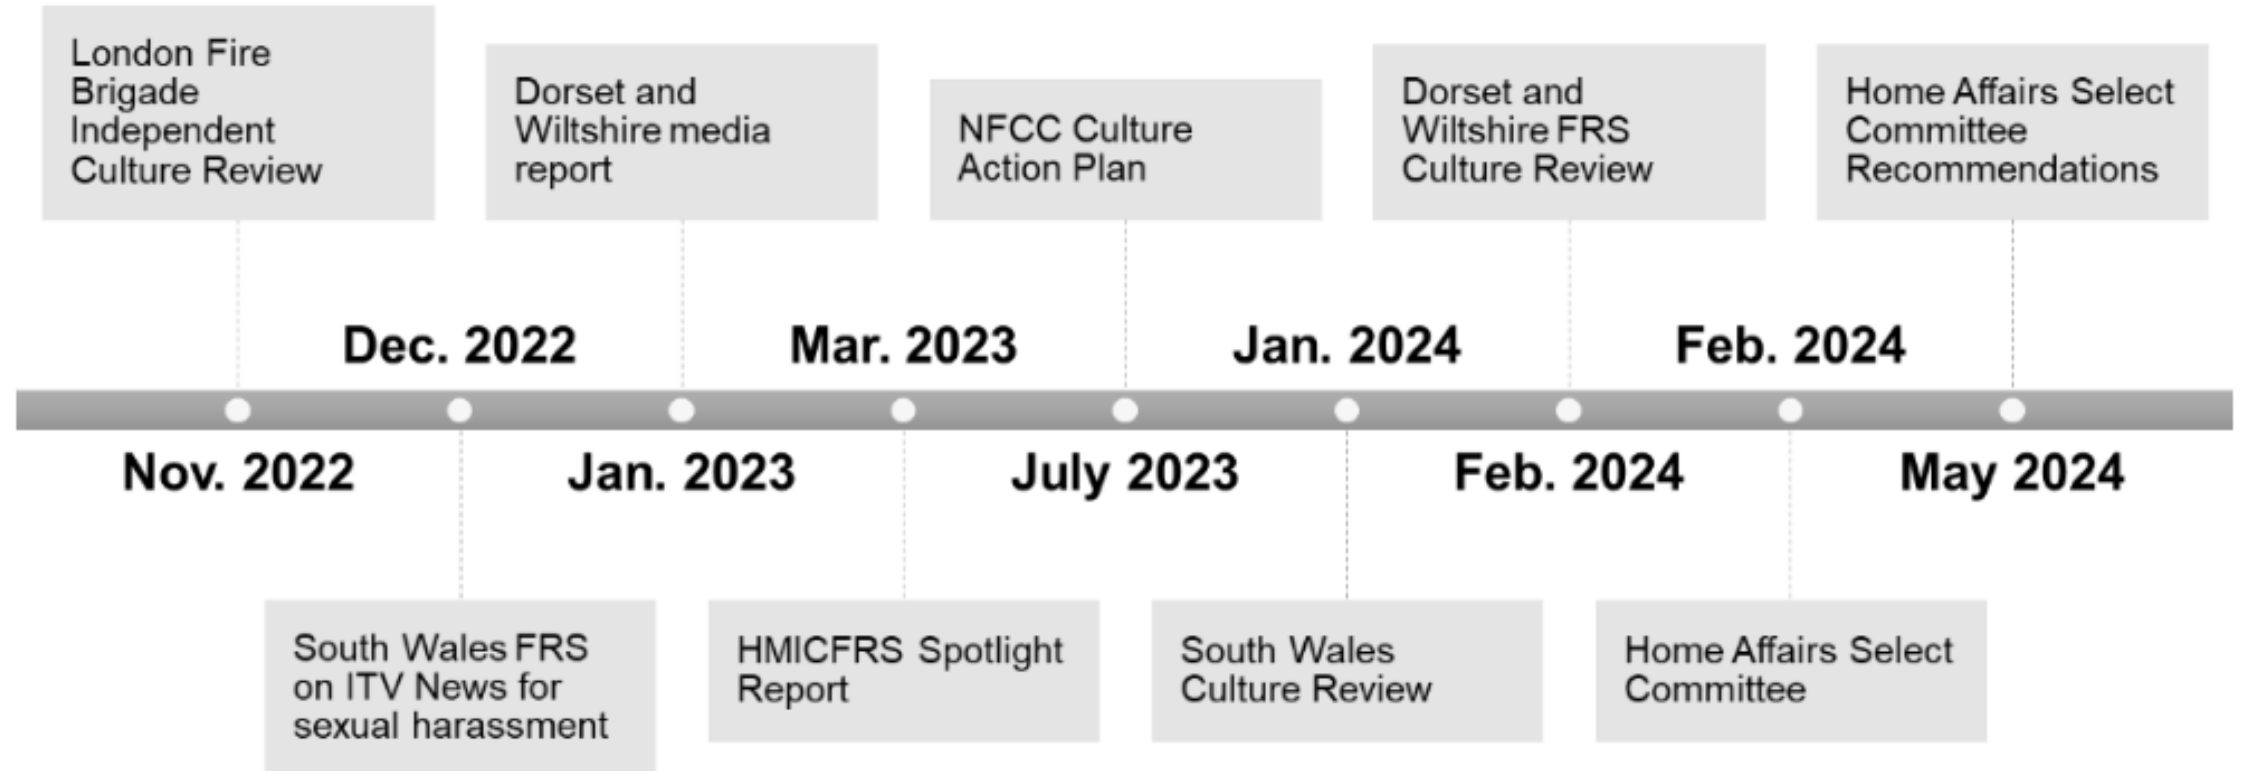 London Fire
Brigade
Independent
Culture Review
Dorset and
Wiltshire media
report
NFCC Culture
Action Plan
Dorset and
Wiltshire FRS
Culture Review
Home Affairs Select
Committee
Recommendations
Dec. 2022
Mar. 2023
Jan. 2024
Feb. 2024
Nov. 2022
Jan. 2023
July 2023
Feb. 2024
May 2024
South Wales FRS
on ITV News for
sexual harassment
HMICFRS Spotlight
Report
South Wales
Culture Review
Home Affairs Select
Committee